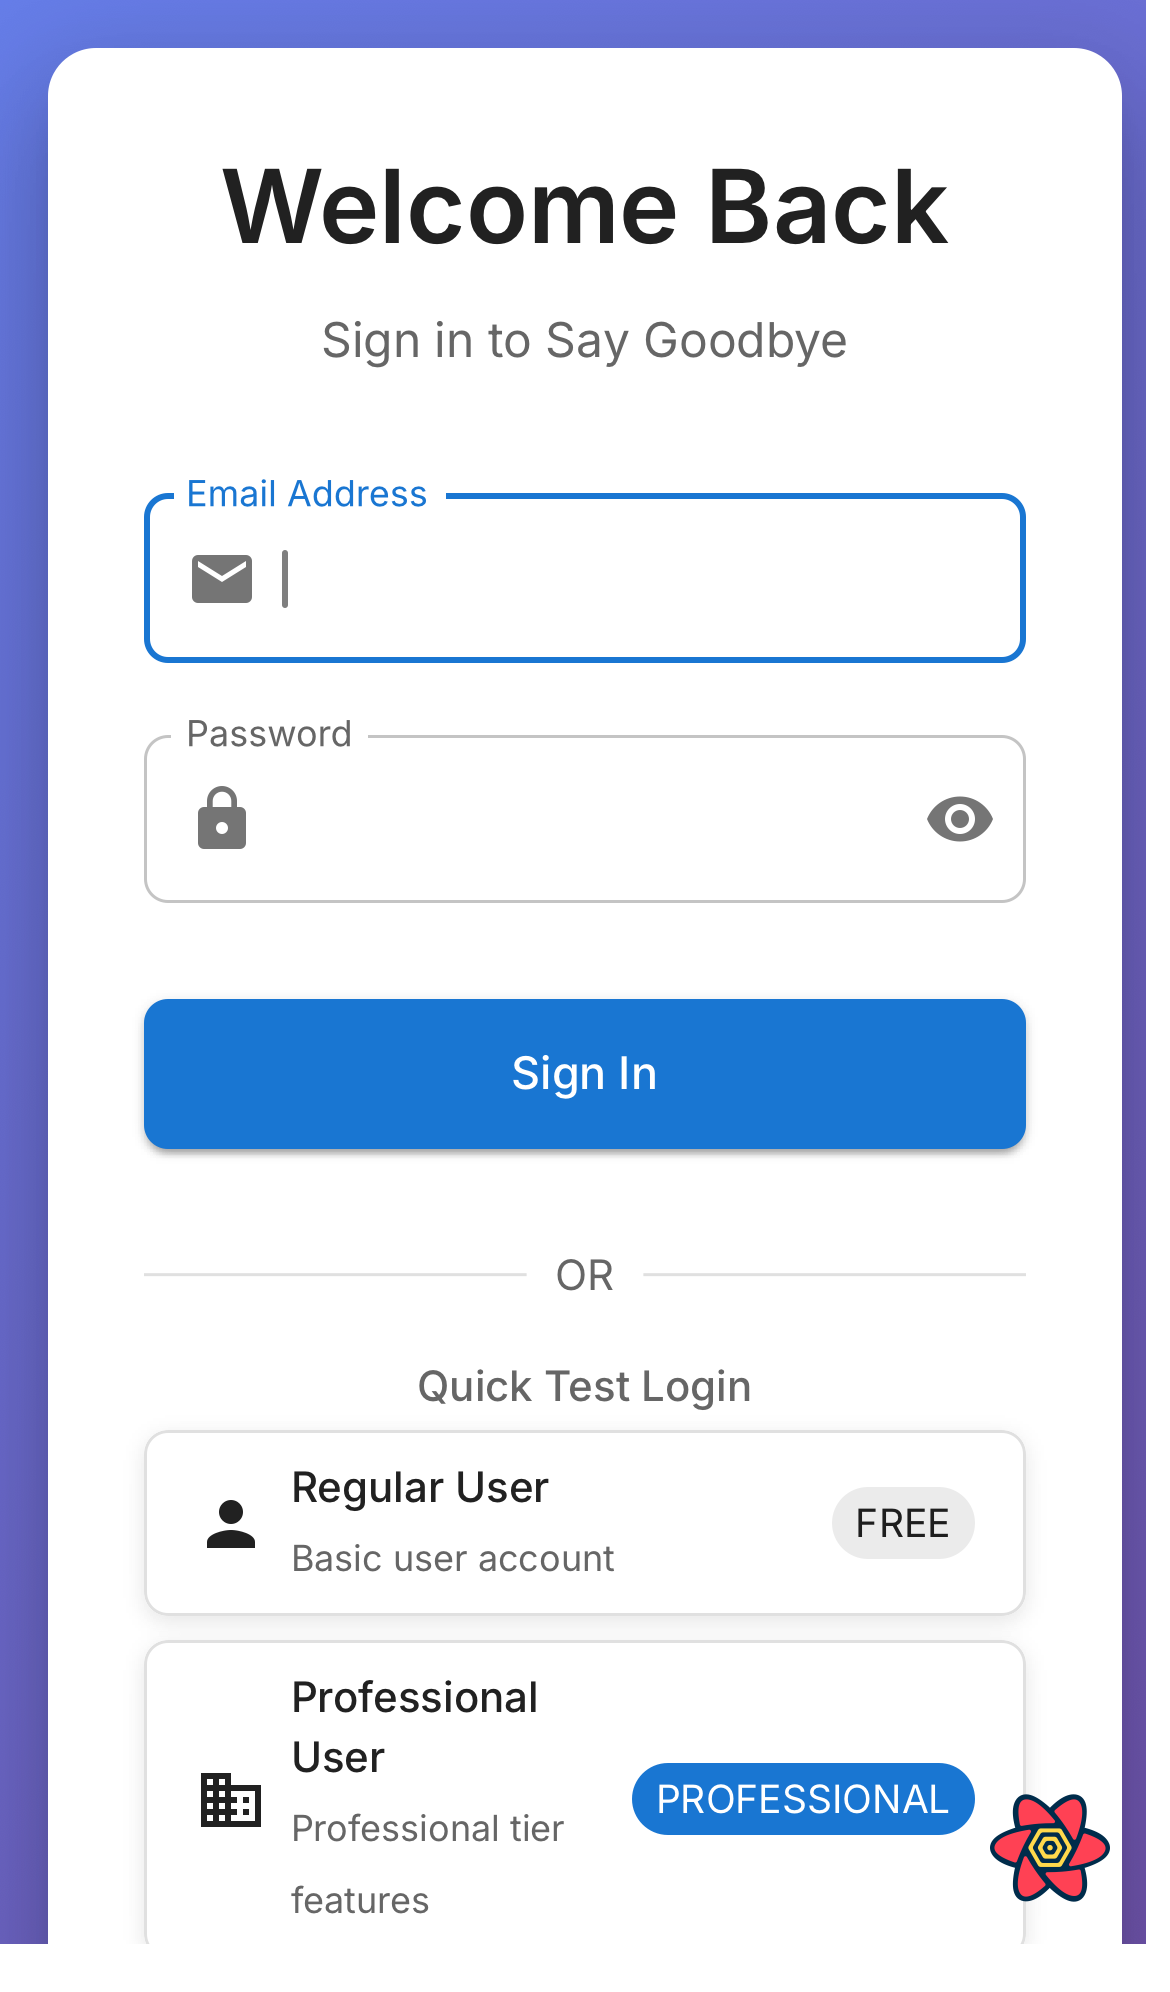 Welcome Back
Sign in to Say Goodbye
Email Address
Password
Sign In
OR
Quick Test Login
Regular User
Basic user account
FREE
Professional
User
Professional tier
features
PROFESSIONAL